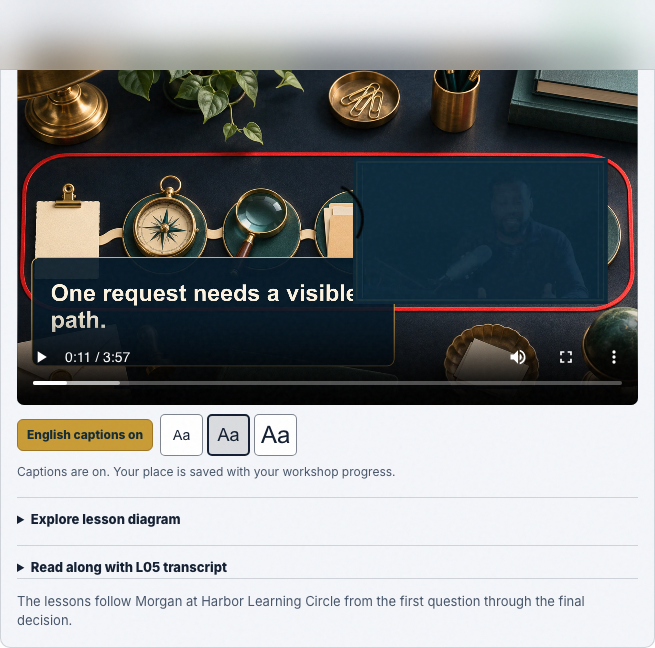 One request needs a visible
path.
0:11 / 3:57
English captions on
Aa
Aa
Aa
Captions are on. Your place is saved with your workshop progress.
Explore lesson diagram
Read along with L05 transcript
The lessons follow Morgan at Harbor Learning Circle from the first question through the final
decision.